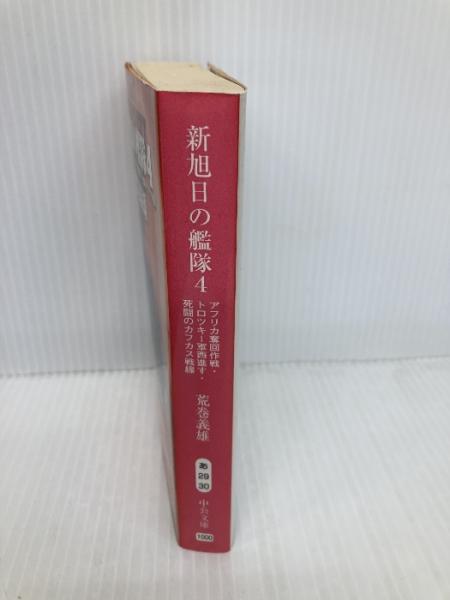 新旭日の艦隊4
アフリカ奪回作戦・
トロツキー軍西進す・
死闘のカフカス戦線
荒巻義雄
あ
29
30
中公文庫
1000